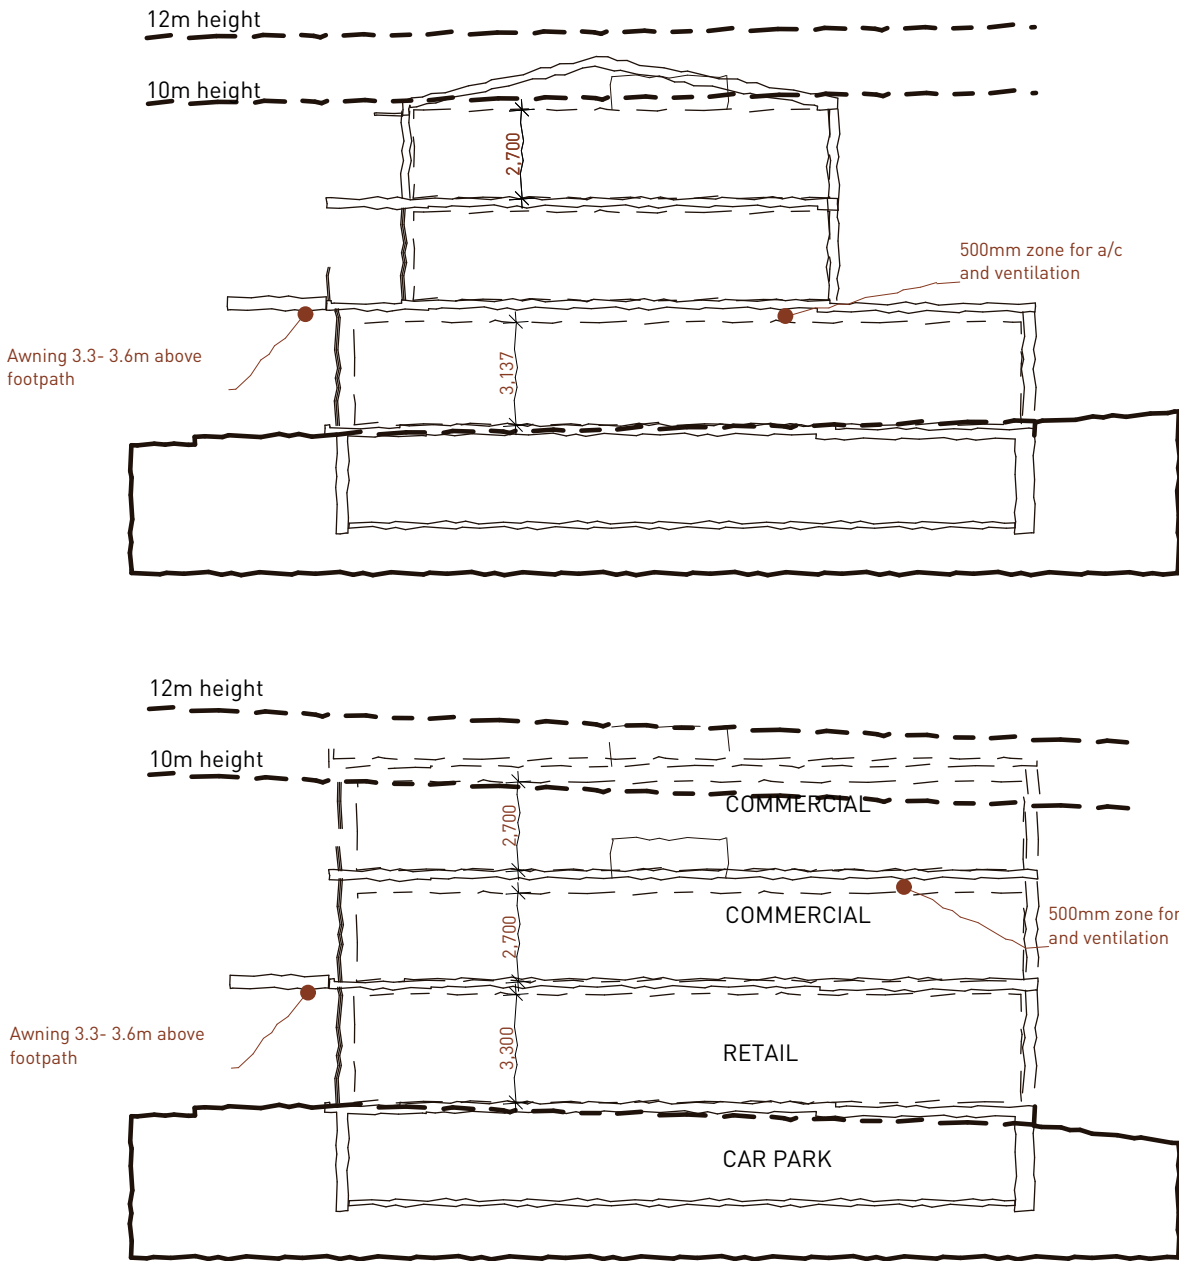 12m height
10m height
2,700
500mm zone for a/c
and ventilation
Awning 3.3- 3.6m above
footpath
3,137
12m height
10m height
COMMERCIAL
2,700
COMMERCIAL
2,700
500mm zone for
and ventilation
Awning 3.3- 3.6m above
footpath
3,300
RETAIL
CAR PARK